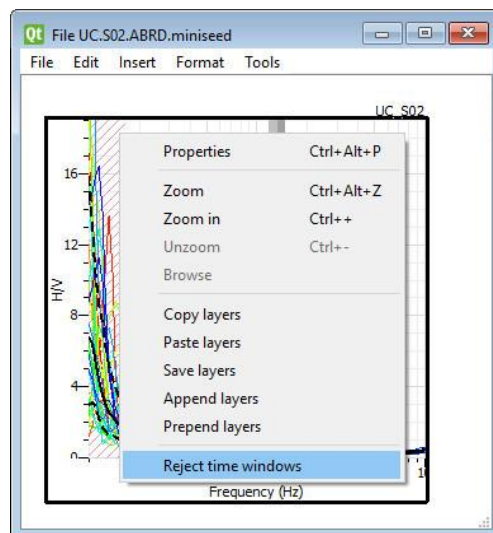 Qt File UC.S02.ABRD.miniseed
File Edit Insert Format Tools
UC_S02
Properties Ctrl+Alt+P
16
Zoom Ctrl+Alt+Z
Zoom in Ctrl++
Unzoom Ctrl+-
12
Browse
H/V
8
Copy layers
Paste layers
Save layers
4
Append layers
Prepend layers
0
Reject time windows
Frequency (Hz)